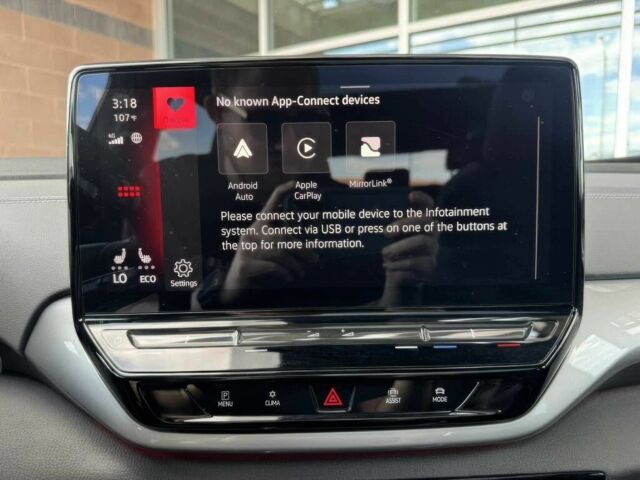 3:18
107°F
4G
No known App-Connect devices
Android
Auto
Apple
CarPlay
MirrorLink®
Please connect your mobile device to the Infotainment
system. Connect via USB or press on one of the buttons at
the top for more information.
LO
ECO
Settings
P
MENU
CLIMA
ASSIST
MODE